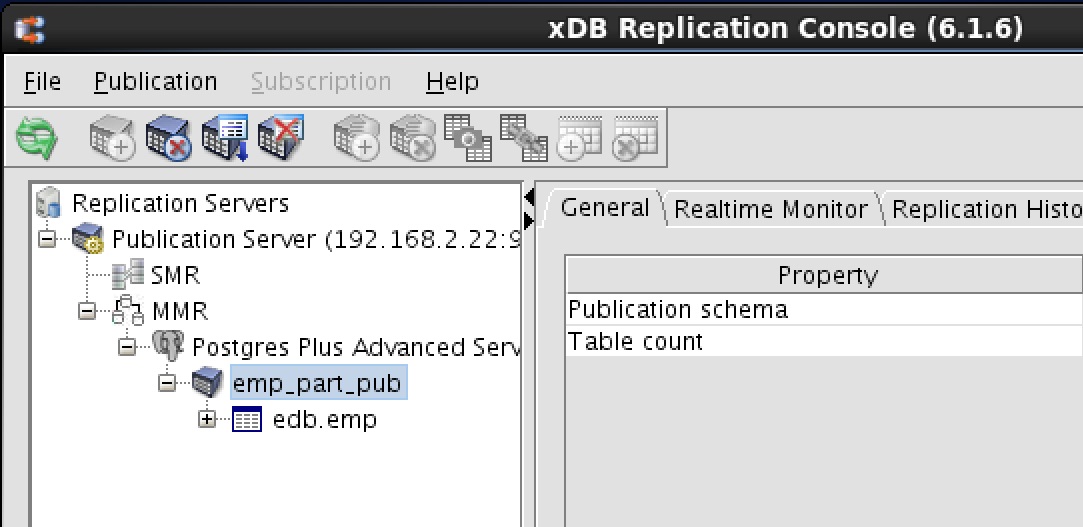 xDB Replication Console (6.1.6)
File Publication Subscription Help
Replication Servers
Publication Server (192.168.2.22:9
SMR
MMR
Postgres Plus Advanced Serv
emp_part_pub
edb.emp
General Realtime Monitor Replication Histo
Property
Publication schema
Table count